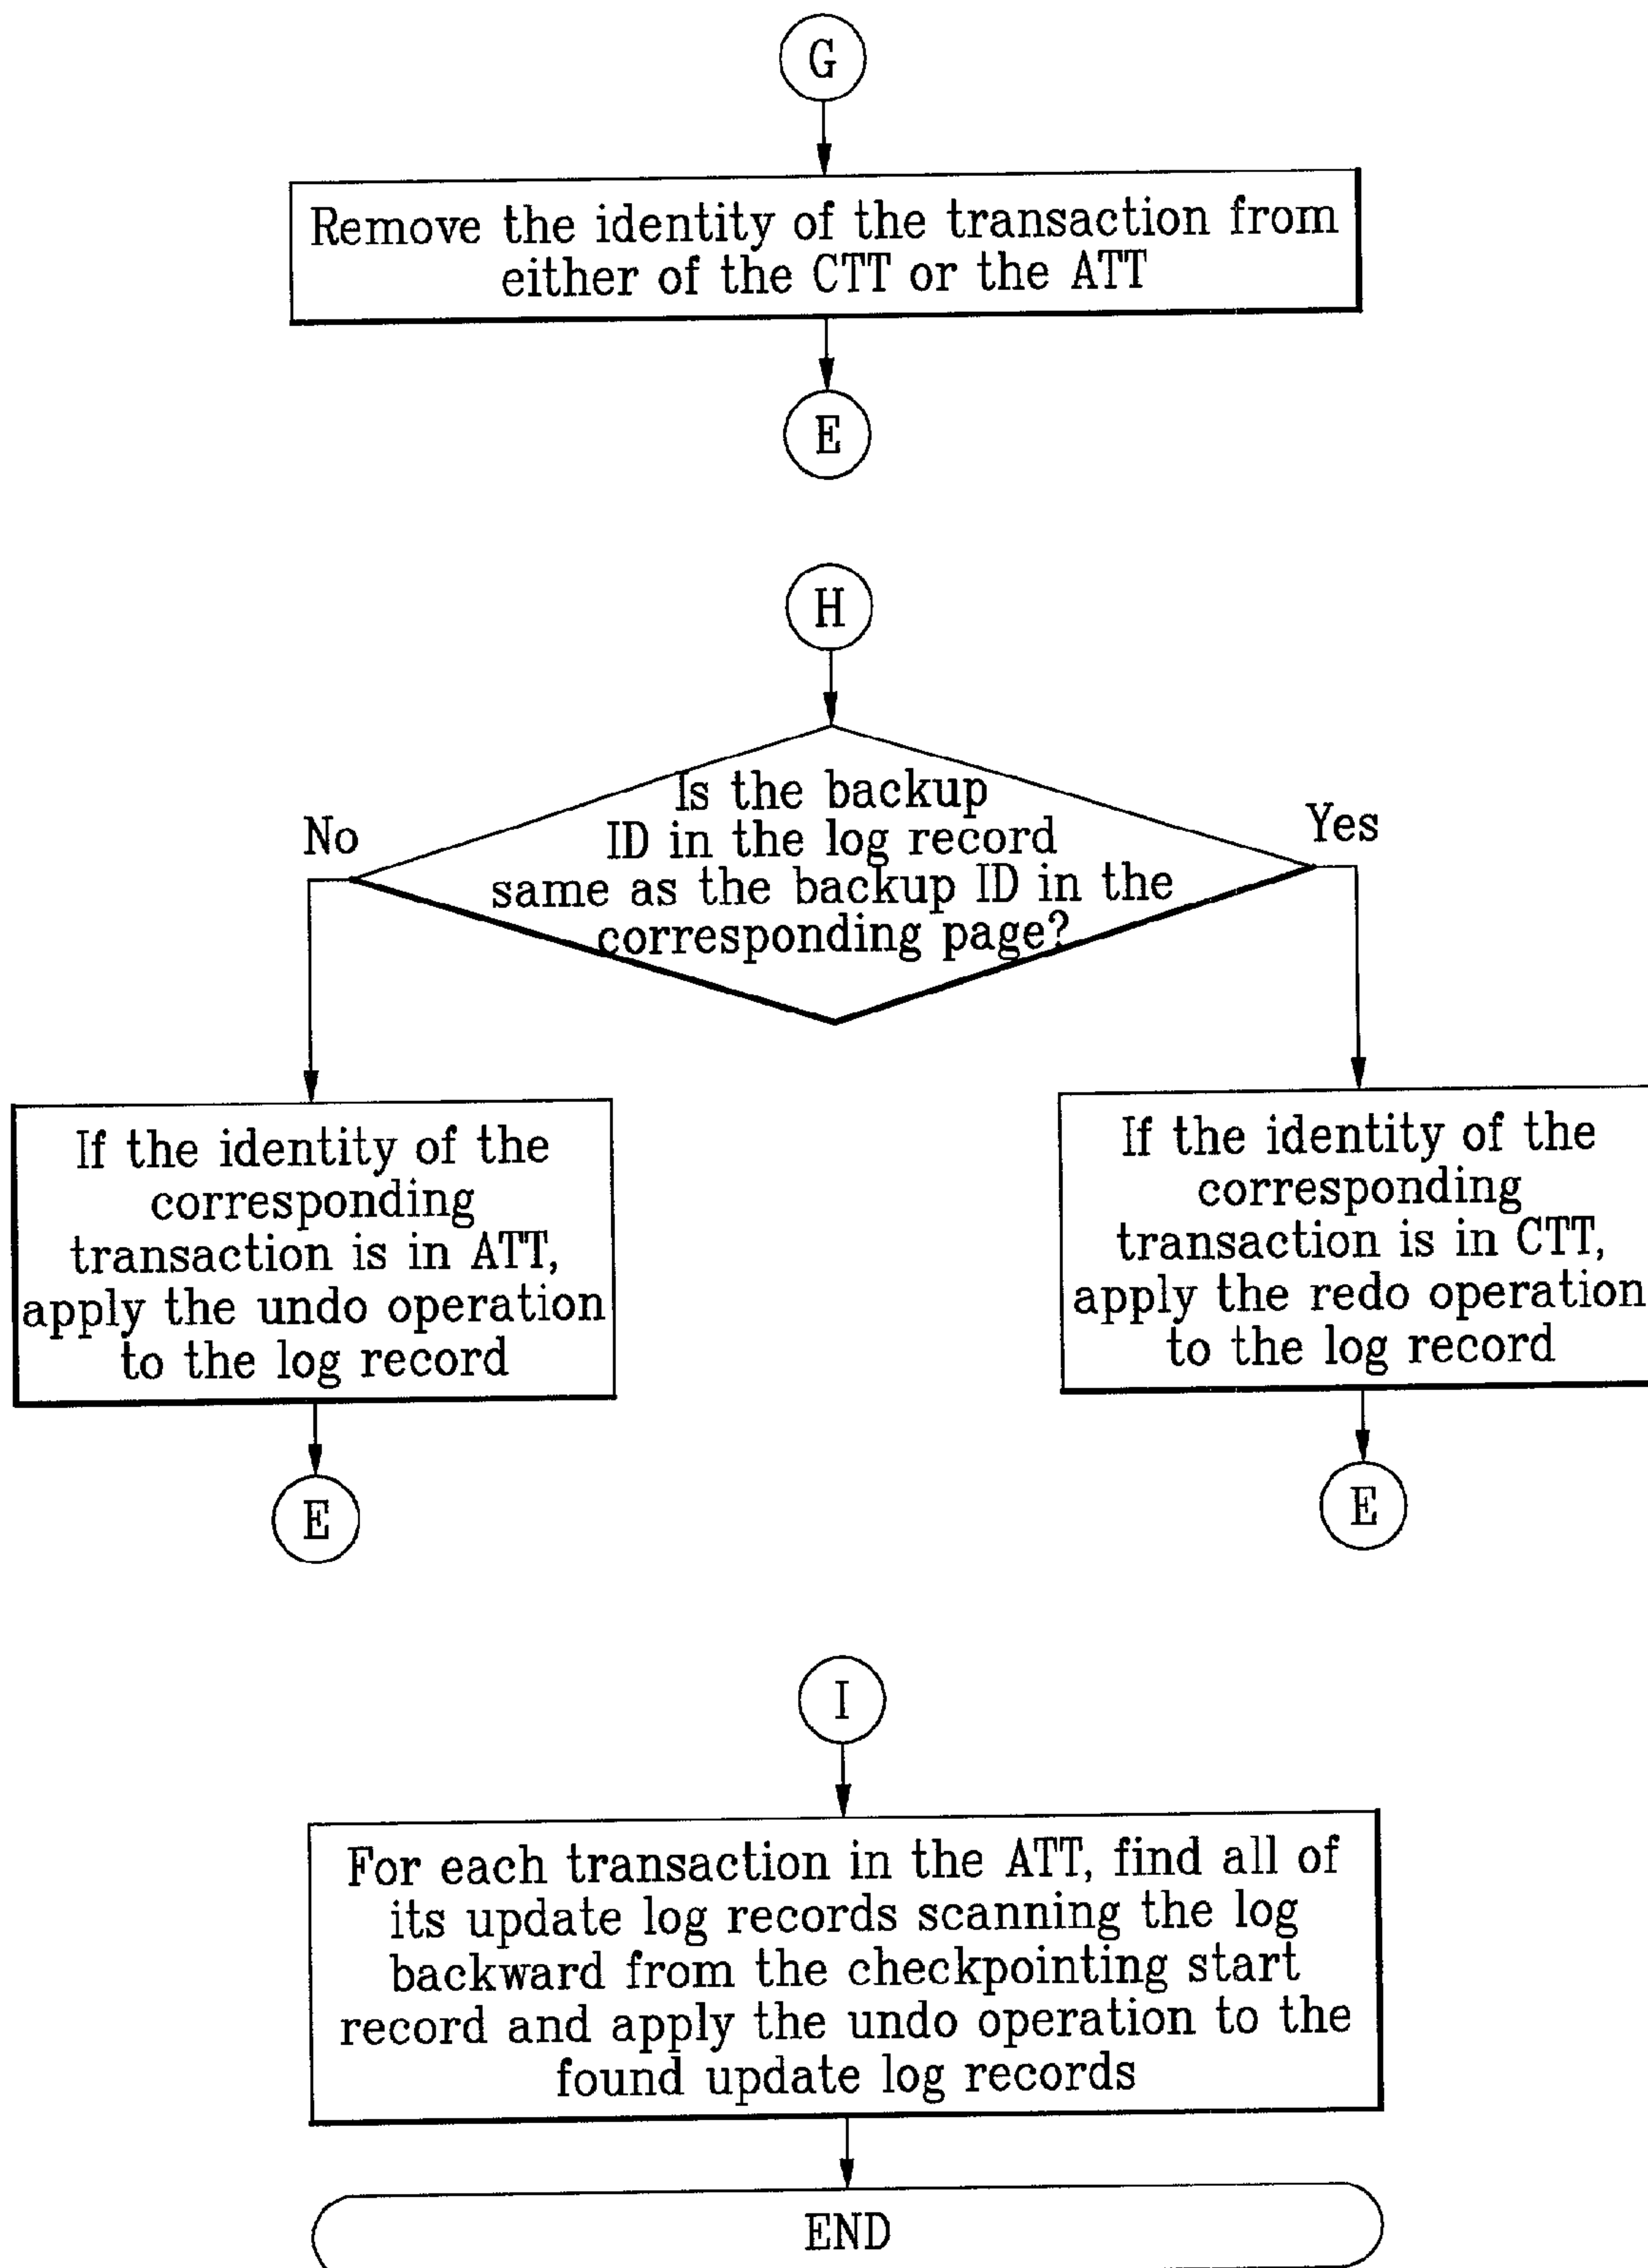 G
Remove the identity of the transaction from
either of the CTT or the ATT
E
H
Is the backup
ID in the log record
same as the backup ID in the
corresponding page?
No
Yes
If the identity of the
corresponding
transaction is in ATT,
apply the undo operation
to the log record
E
If the identity of the
corresponding
transaction is in CTT,
apply the redo operation
to the log record
E
I
For each transaction in the ATT, find all of
its update log records scanning the log
backward from the checkpointing start
record and apply the undo operation to the
found update log records
END